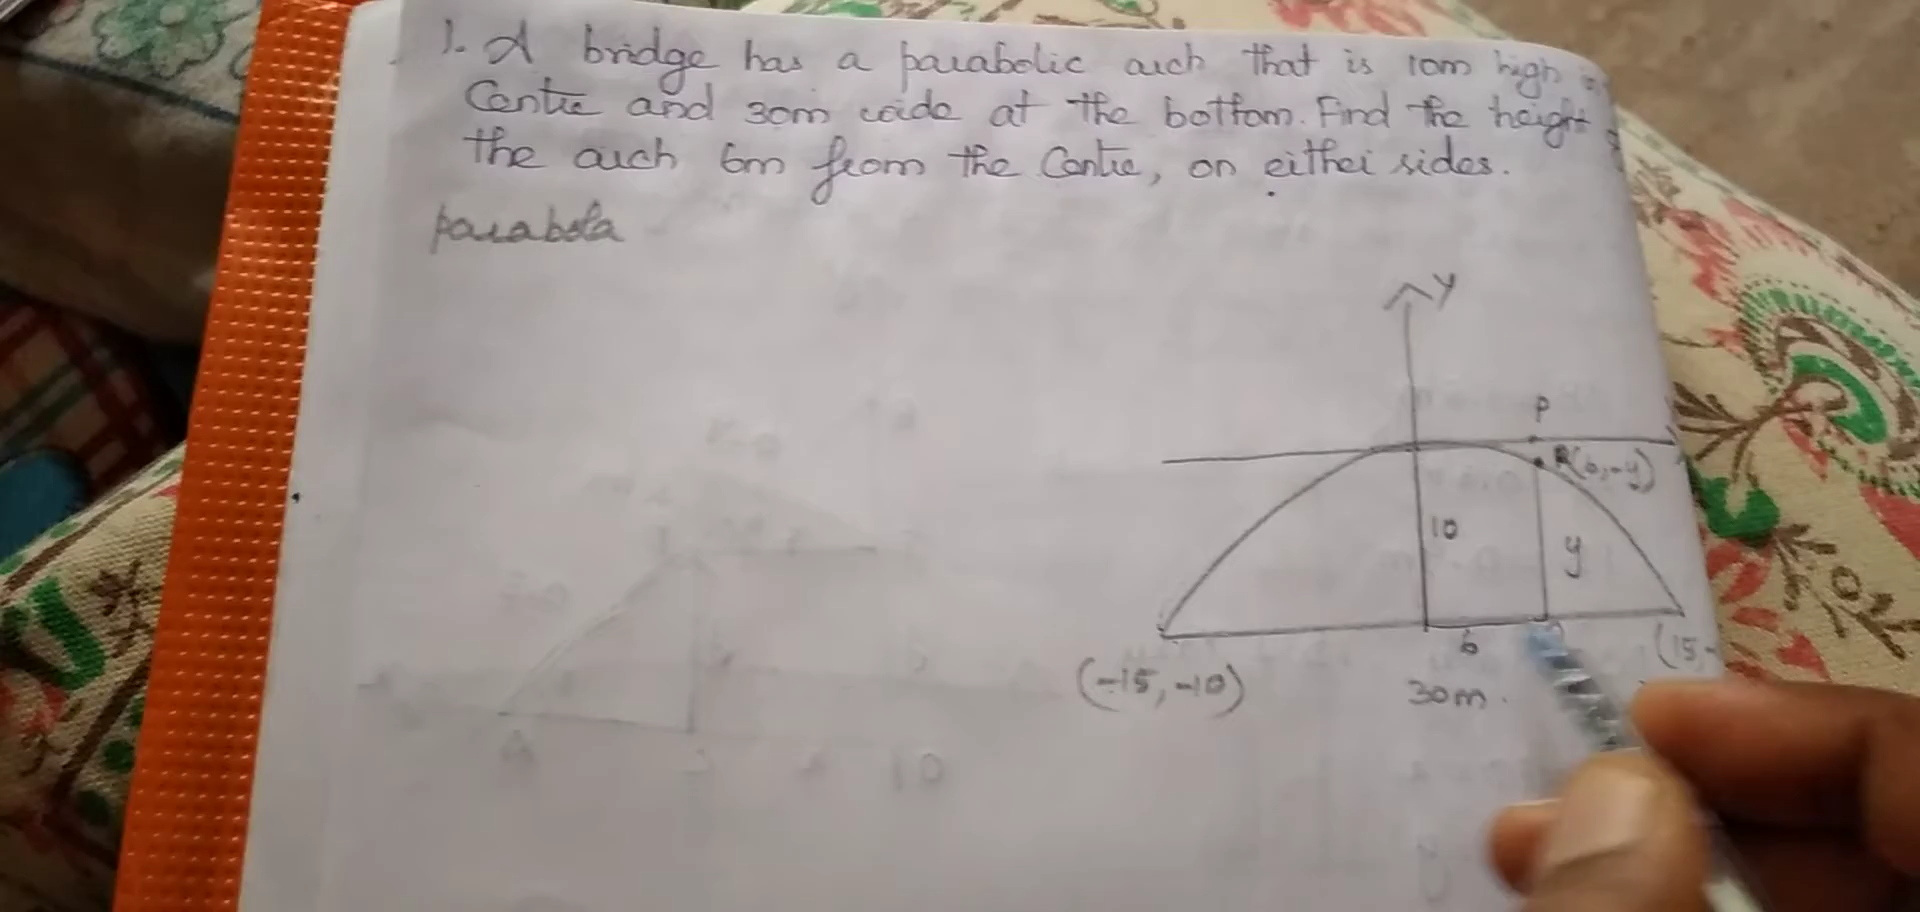 1. A bridge has a parabolic arch that is 10m high
Centre and 30m wide at the bottom. Find the height
the arch 6m from the Centre, on either sides.
parabola
y
P
R(6,-y)
10
y
6
(-15,-10)
30m.
(15,-